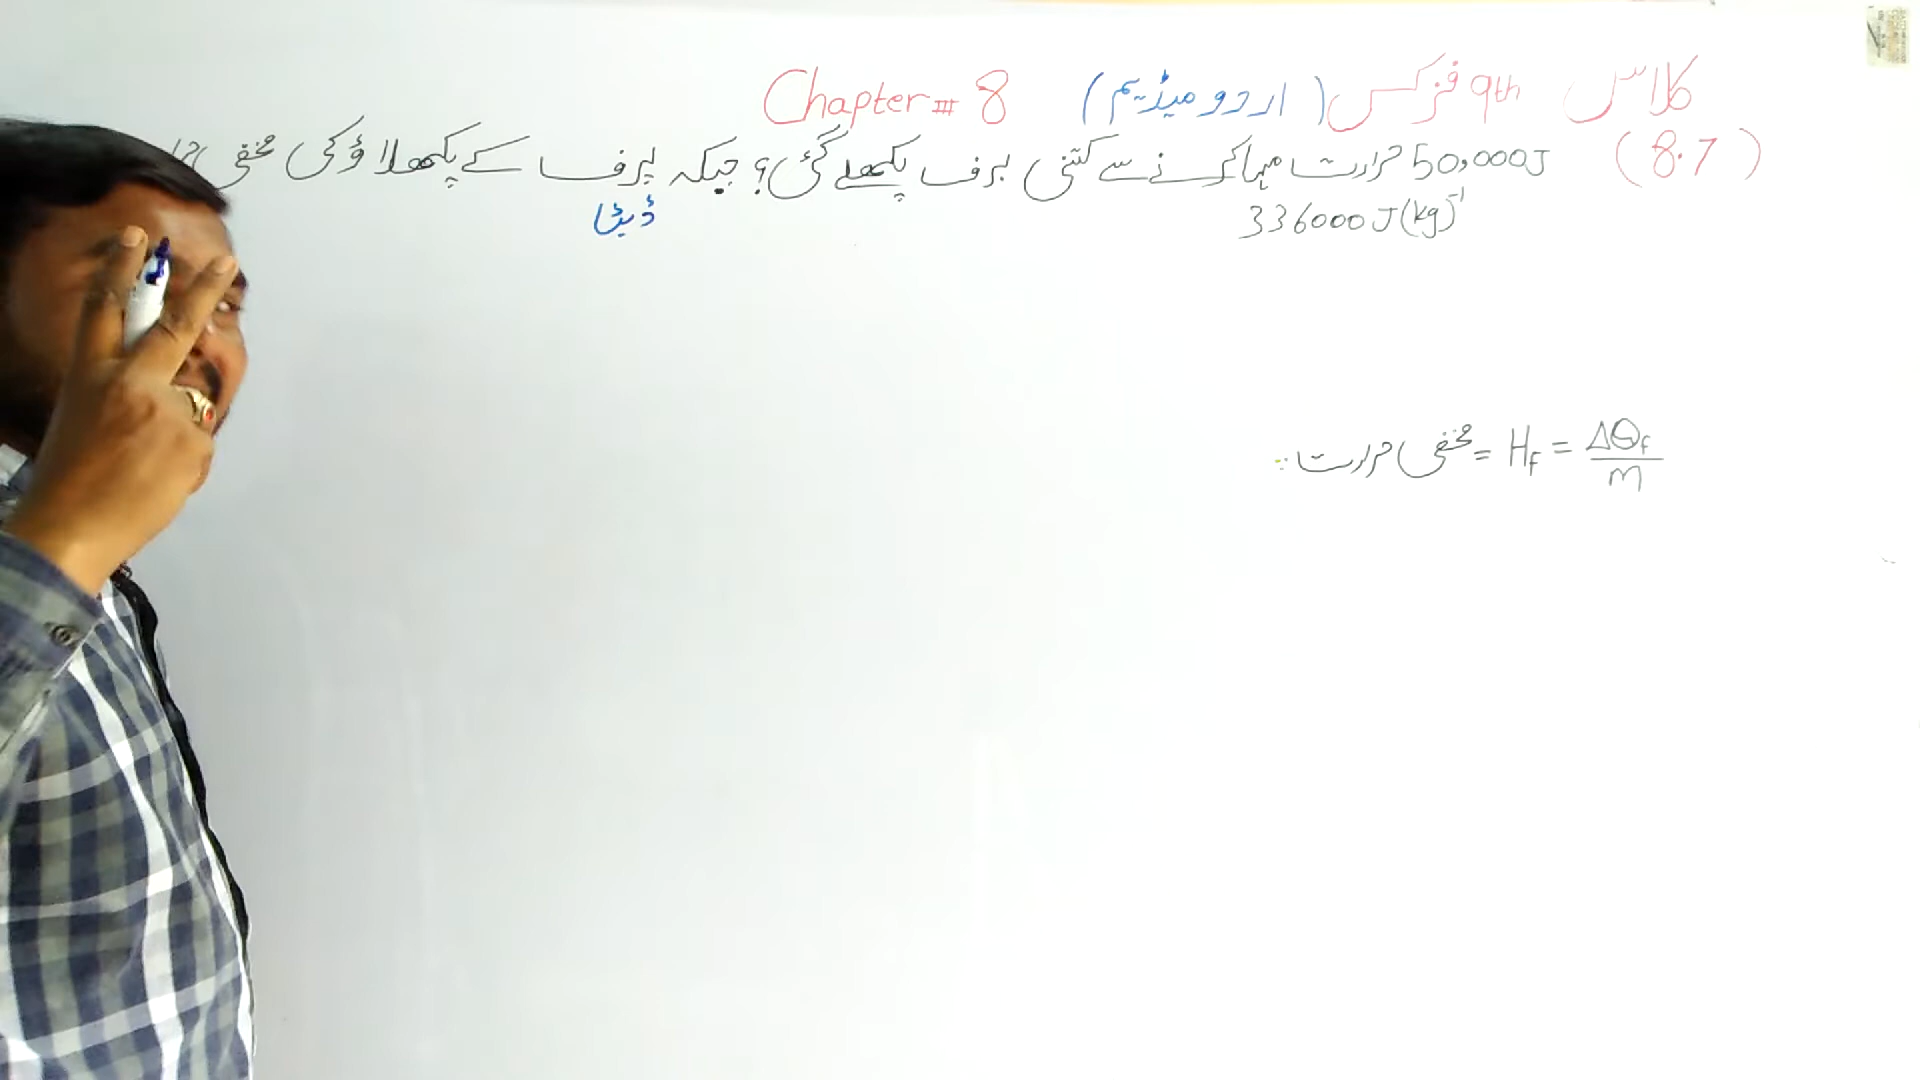 کلاس 9th فزکس (اردو میڈیم) Chapter # 8
(8.7) 50,000J حرارت مہیا کرنے سے کتنی برف پگھلے گی؟ جبکہ برف کے پگھلاؤ کی مخفی
336000 J(kg)⁻¹
ڈیٹا
مخفی حرارت = H_f = ΔQ_f / m